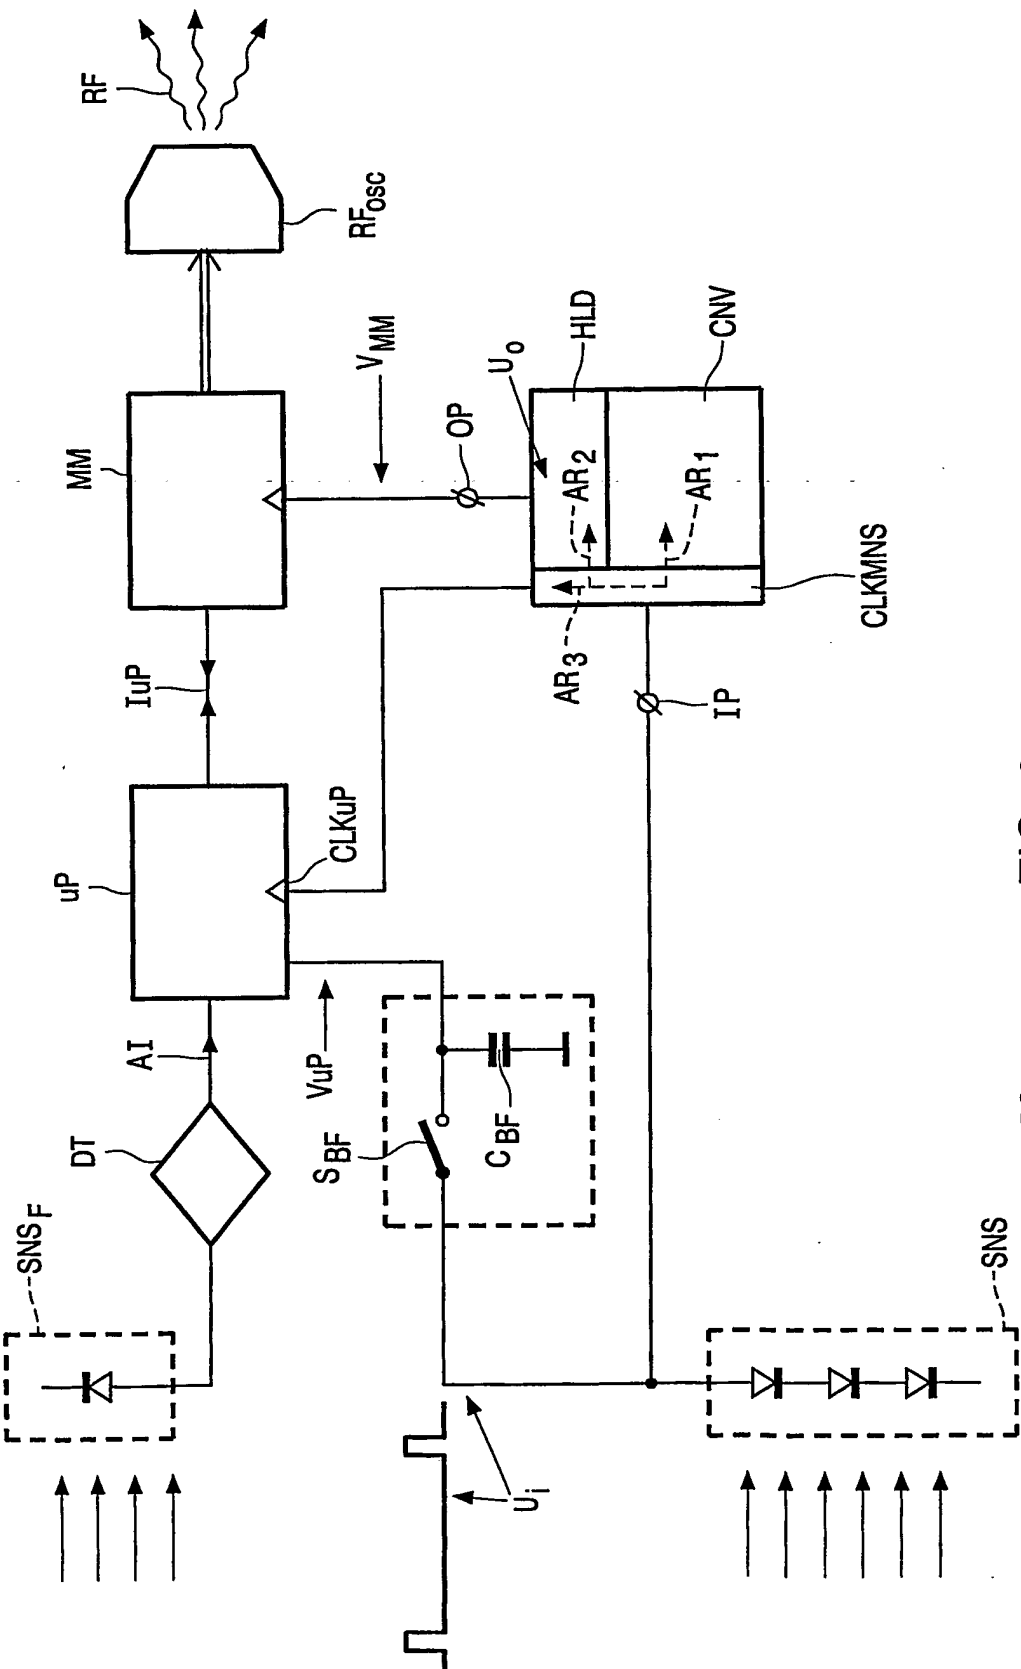 RF
RFosc
MM
VMM
OP
Uo
HLD
CNV
AR2
AR1
AR3
CLKMNS
IP
IuP
uP
CLKuP
AI
VuP
DT
SBF
CBF
SNSF
SNS
Ui